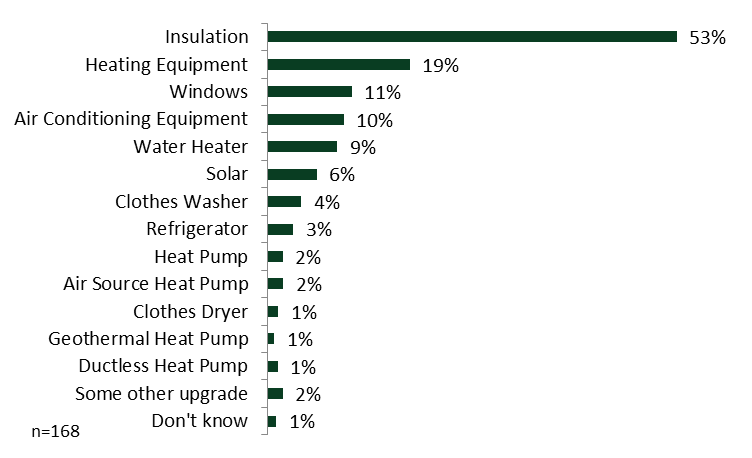 Insulation 53%
Heating Equipment 19%
Windows 11%
Air Conditioning Equipment 10%
Water Heater 9%
Solar 6%
Clothes Washer 4%
Refrigerator 3%
Heat Pump 2%
Air Source Heat Pump 2%
Clothes Dryer 1%
Geothermal Heat Pump 1%
Ductless Heat Pump 1%
Some other upgrade 2%
Don't know 1%
n=168